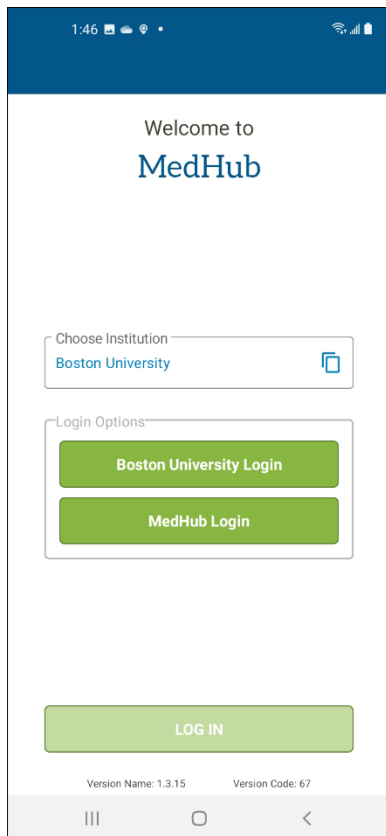 1:46
Welcome to
MedHub
Choose Institution
Boston University
Login Options
Boston University Login
MedHub Login
LOG IN
Version Name: 1.3.15 Version Code: 67